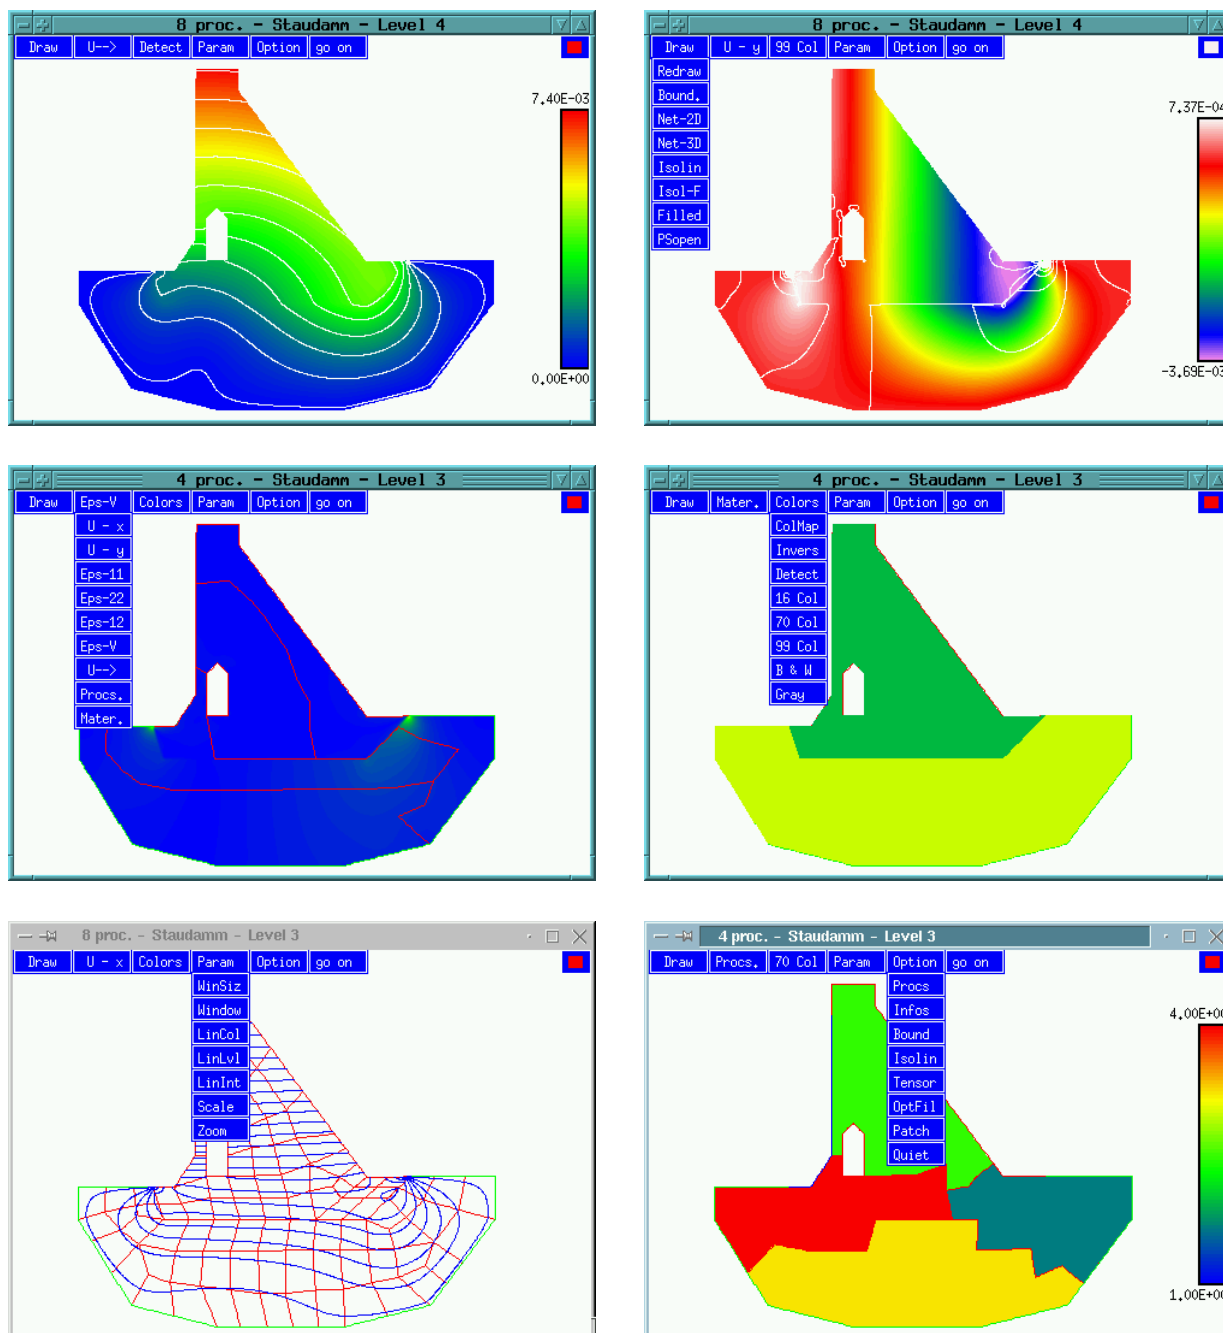 8 proc. - Staudamm - Level 4
Draw U--> Detect Param Option go on
7.40E-03
0.00E+00
8 proc. - Staudamm - Level 4
Draw U - y 99 Col Param Option go on
Redraw
Bound.
Net-2D
Net-3D
Isolin
Isol-F
Filled
PSopen
7.37E-04
-3.69E-03
4 proc. - Staudamm - Level 3
Draw Eps-V Colors Param Option go on
U - x
U - y
Eps-11
Eps-22
Eps-12
Eps-V
U-->
Procs.
Mater.
4 proc. - Staudamm - Level 3
Draw Mater. Colors Param Option go on
ColMap
Invers
Detect
16 Col
70 Col
99 Col
B & W
Gray
8 proc. - Staudamm - Level 3
Draw U - x Colors Param Option go on
WinSiz
Window
LinCol
LinLvl
LinInt
Scale
Zoom
4 proc. - Staudamm - Level 3
Draw Procs. 70 Col Param Option go on
Procs
Infos
Bound
Isolin
Tensor
OptFil
Patch
Quiet
4.00E+00
1.00E+00